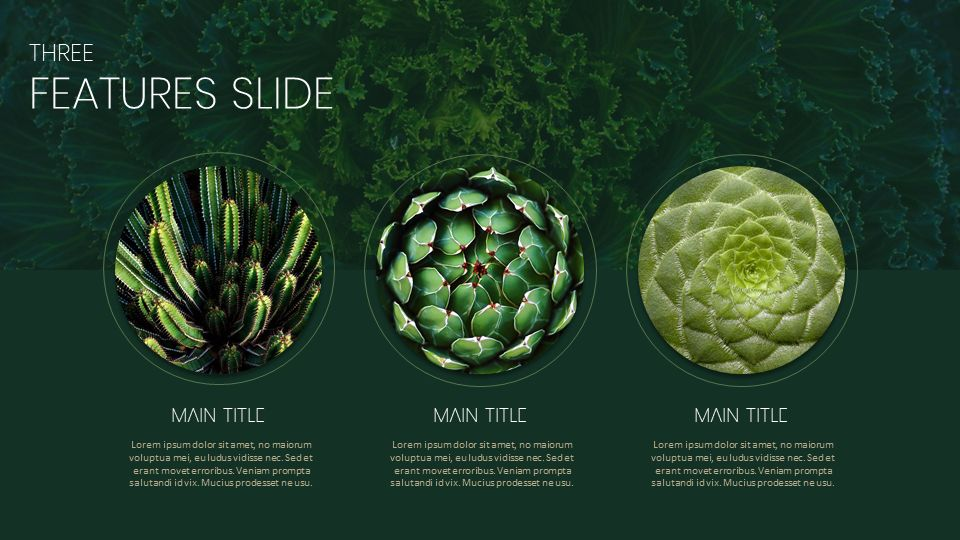 THREE
FEATURES SLIDE
MAIN TITLE
Lorem ipsum dolor sit amet, no maiorum
voluptua mei, eu ludus vidisse nec. Sed et
erant movet erroribus. Veniam prompta
salutandi id vix. Mucius prodesset ne usu.
MAIN TITLE
Lorem ipsum dolor sit amet, no maiorum
voluptua mei, eu ludus vidisse nec. Sed et
erant movet erroribus. Veniam prompta
salutandi id vix. Mucius prodesset ne usu.
MAIN TITLE
Lorem ipsum dolor sit amet, no maiorum
voluptua mei, eu ludus vidisse nec. Sed et
erant movet erroribus. Veniam prompta
salutandi id vix. Mucius prodesset ne usu.